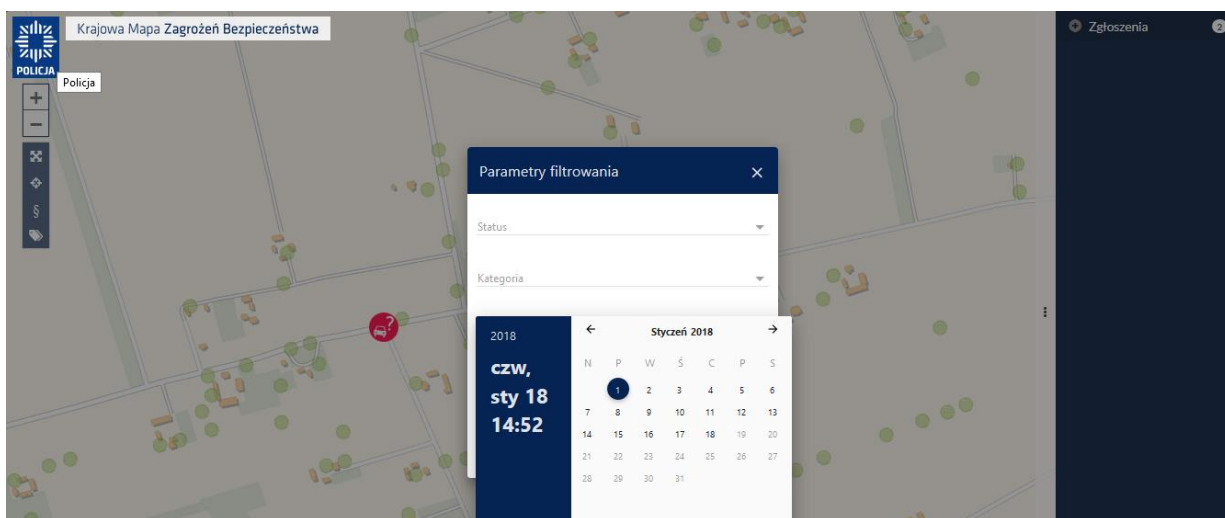 POLICJA
Krajowa Mapa Zagrożeń Bezpieczeństwa
Policja
+
−
§
Zgłoszenia 2
Parametry filtrowania ×
Status
Kategoria
?
2018
czw,
sty 18
14:52
← Styczeń 2018 →
N P W Ś C P S
1 2 3 4 5 6
7 8 9 10 11 12 13
14 15 16 17 18 19 20
21 22 23 24 25 26 27
28 29 30 31